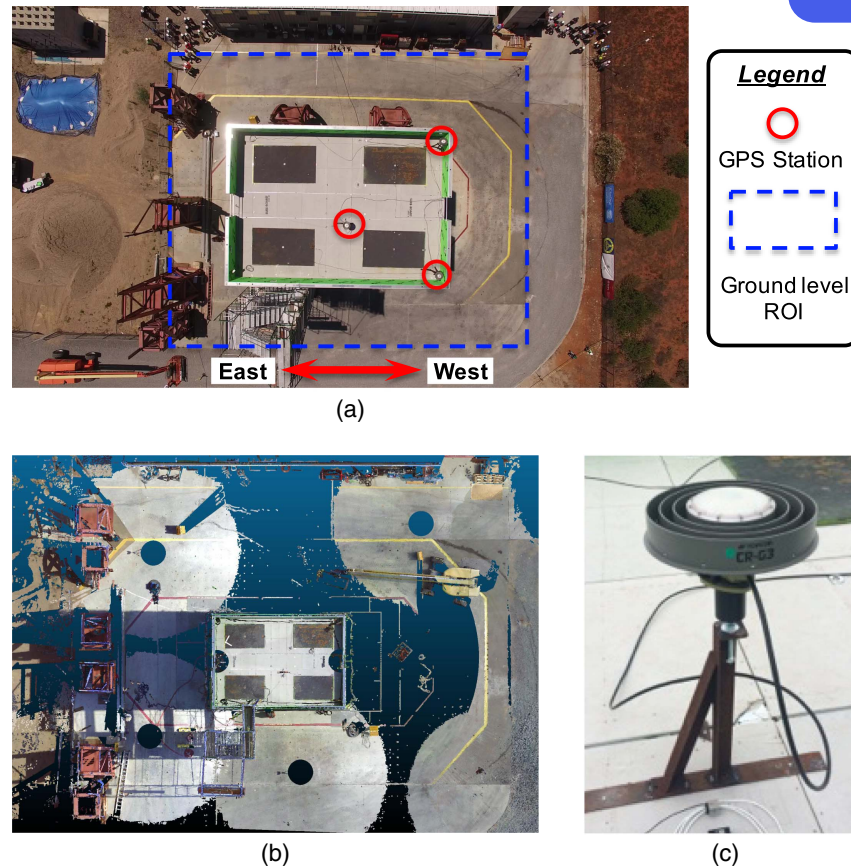 Legend
GPS Station
Ground level
ROI
East
West
(a)
CR-G3
(b)
(c)